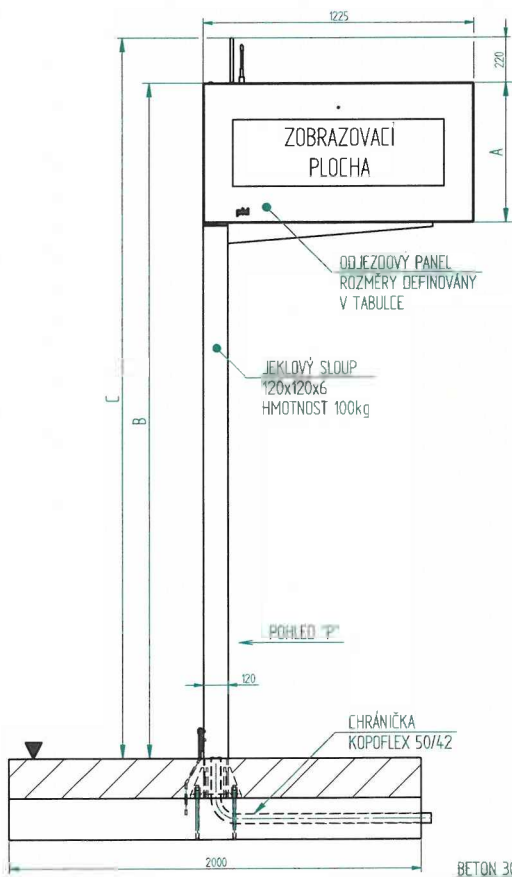 1225
220
ZOBRAZOVACÍ
PLOCHA
A
ODJEZDOVÝ PANEL
ROZMĚRY DEFINOVÁNY
V TABULCE
JEKLOVÝ SLOUP
120x120x6
HMOTNOST 100kg
C
B
POHLED "P"
120
CHRÁNIČKA
KOPOFLEX 50/42
2000
BETON